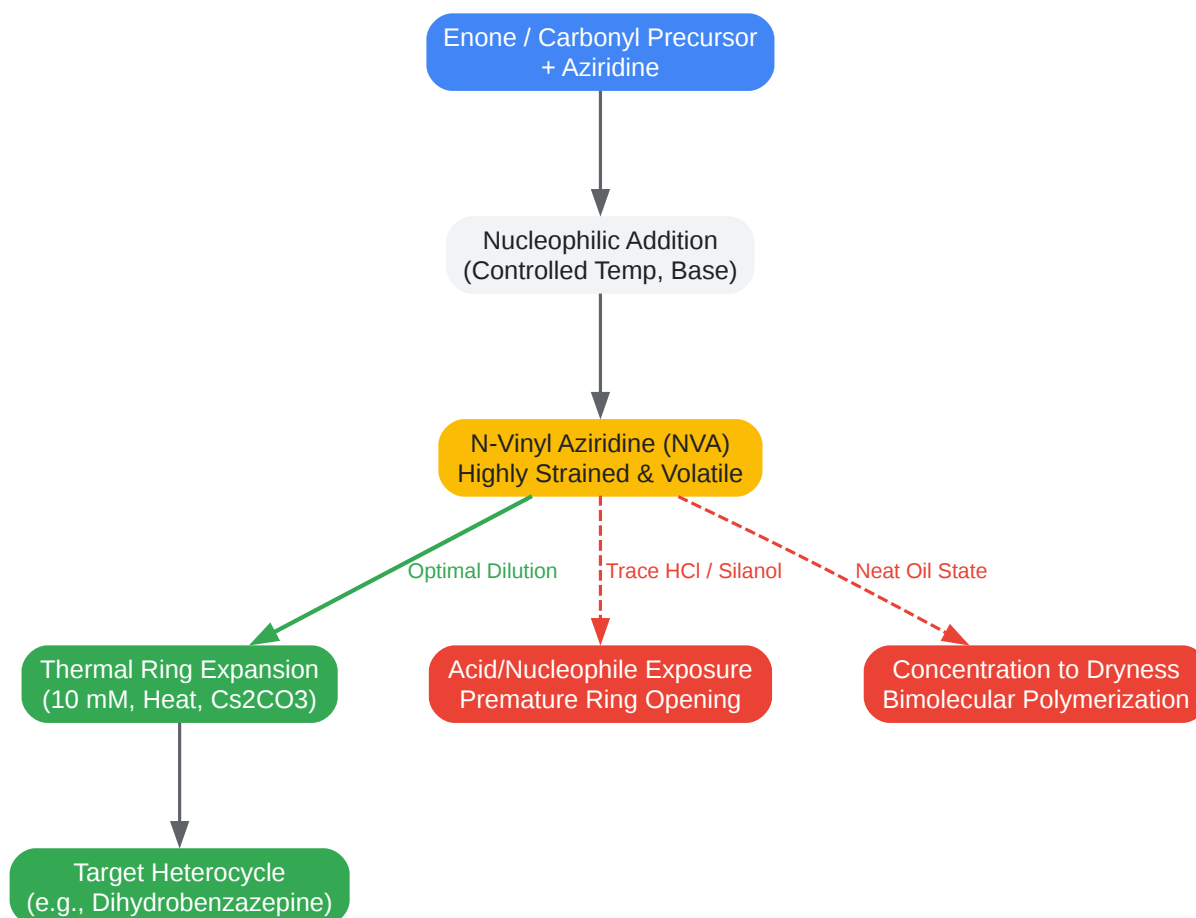 Enone / Carbonyl Precursor
+ Aziridine
Nucleophilic Addition
(Controlled Temp, Base)
N-Vinyl Aziridine (NVA)
Highly Strained & Volatile
Optimal Dilution
Trace HCl / Silanol
Neat Oil State
Thermal Ring Expansion
(10 mM, Heat, Cs2CO3)
Acid/Nucleophile Exposure
Premature Ring Opening
Concentration to Dryness
Bimolecular Polymerization
Target Heterocycle
(e.g., Dihydrobenzazepine)